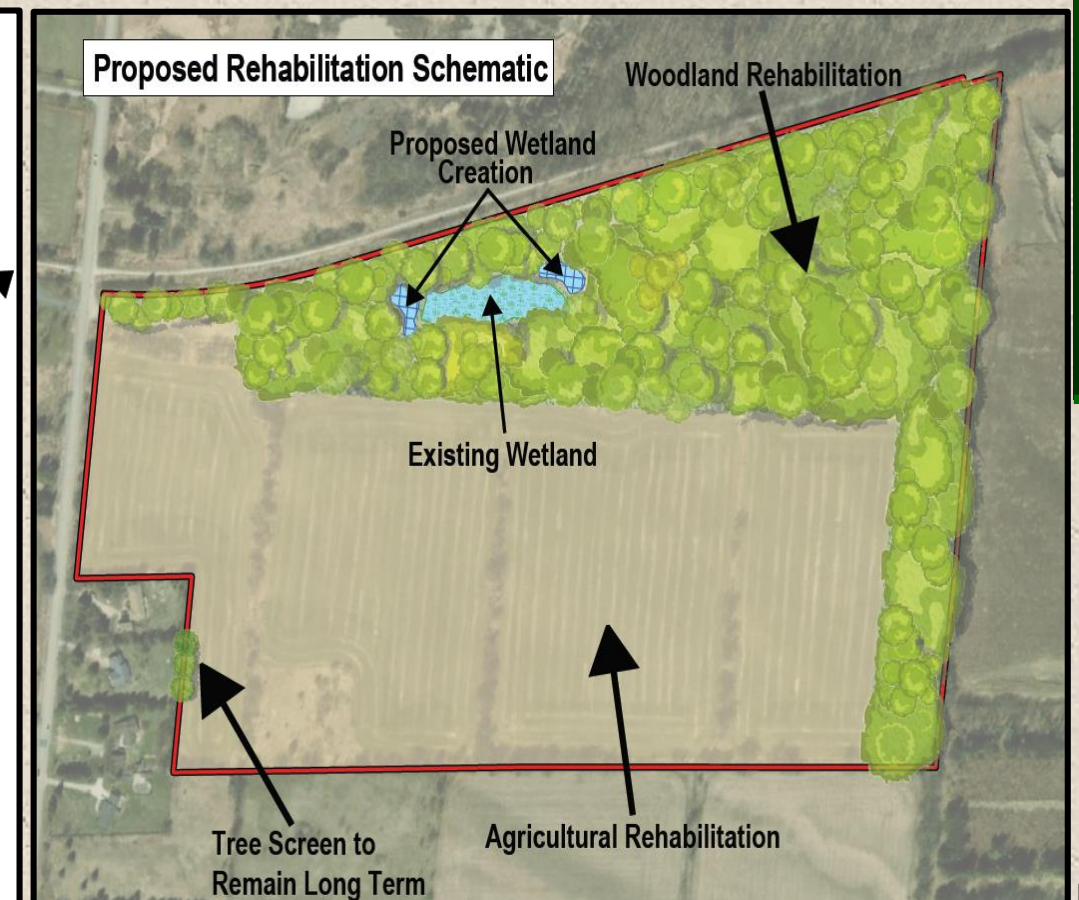 Proposed Rehabilitation Schematic
Woodland Rehabilitation
Proposed Wetland
Creation
Existing Wetland
Tree Screen to
Remain Long Term
Agricultural Rehabilitation